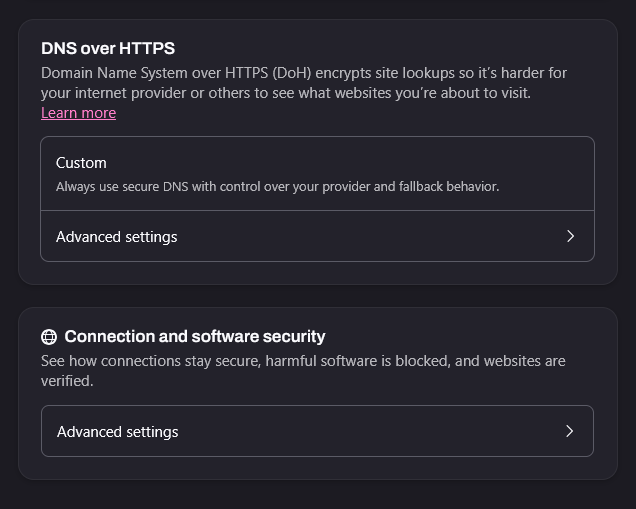 DNS over HTTPS
Domain Name System over HTTPS (DoH) encrypts site lookups so it’s harder for
your internet provider or others to see what websites you’re about to visit.
Learn more
Custom
Always use secure DNS with control over your provider and fallback behavior.
Advanced settings
Connection and software security
See how connections stay secure, harmful software is blocked, and websites are
verified.
Advanced settings